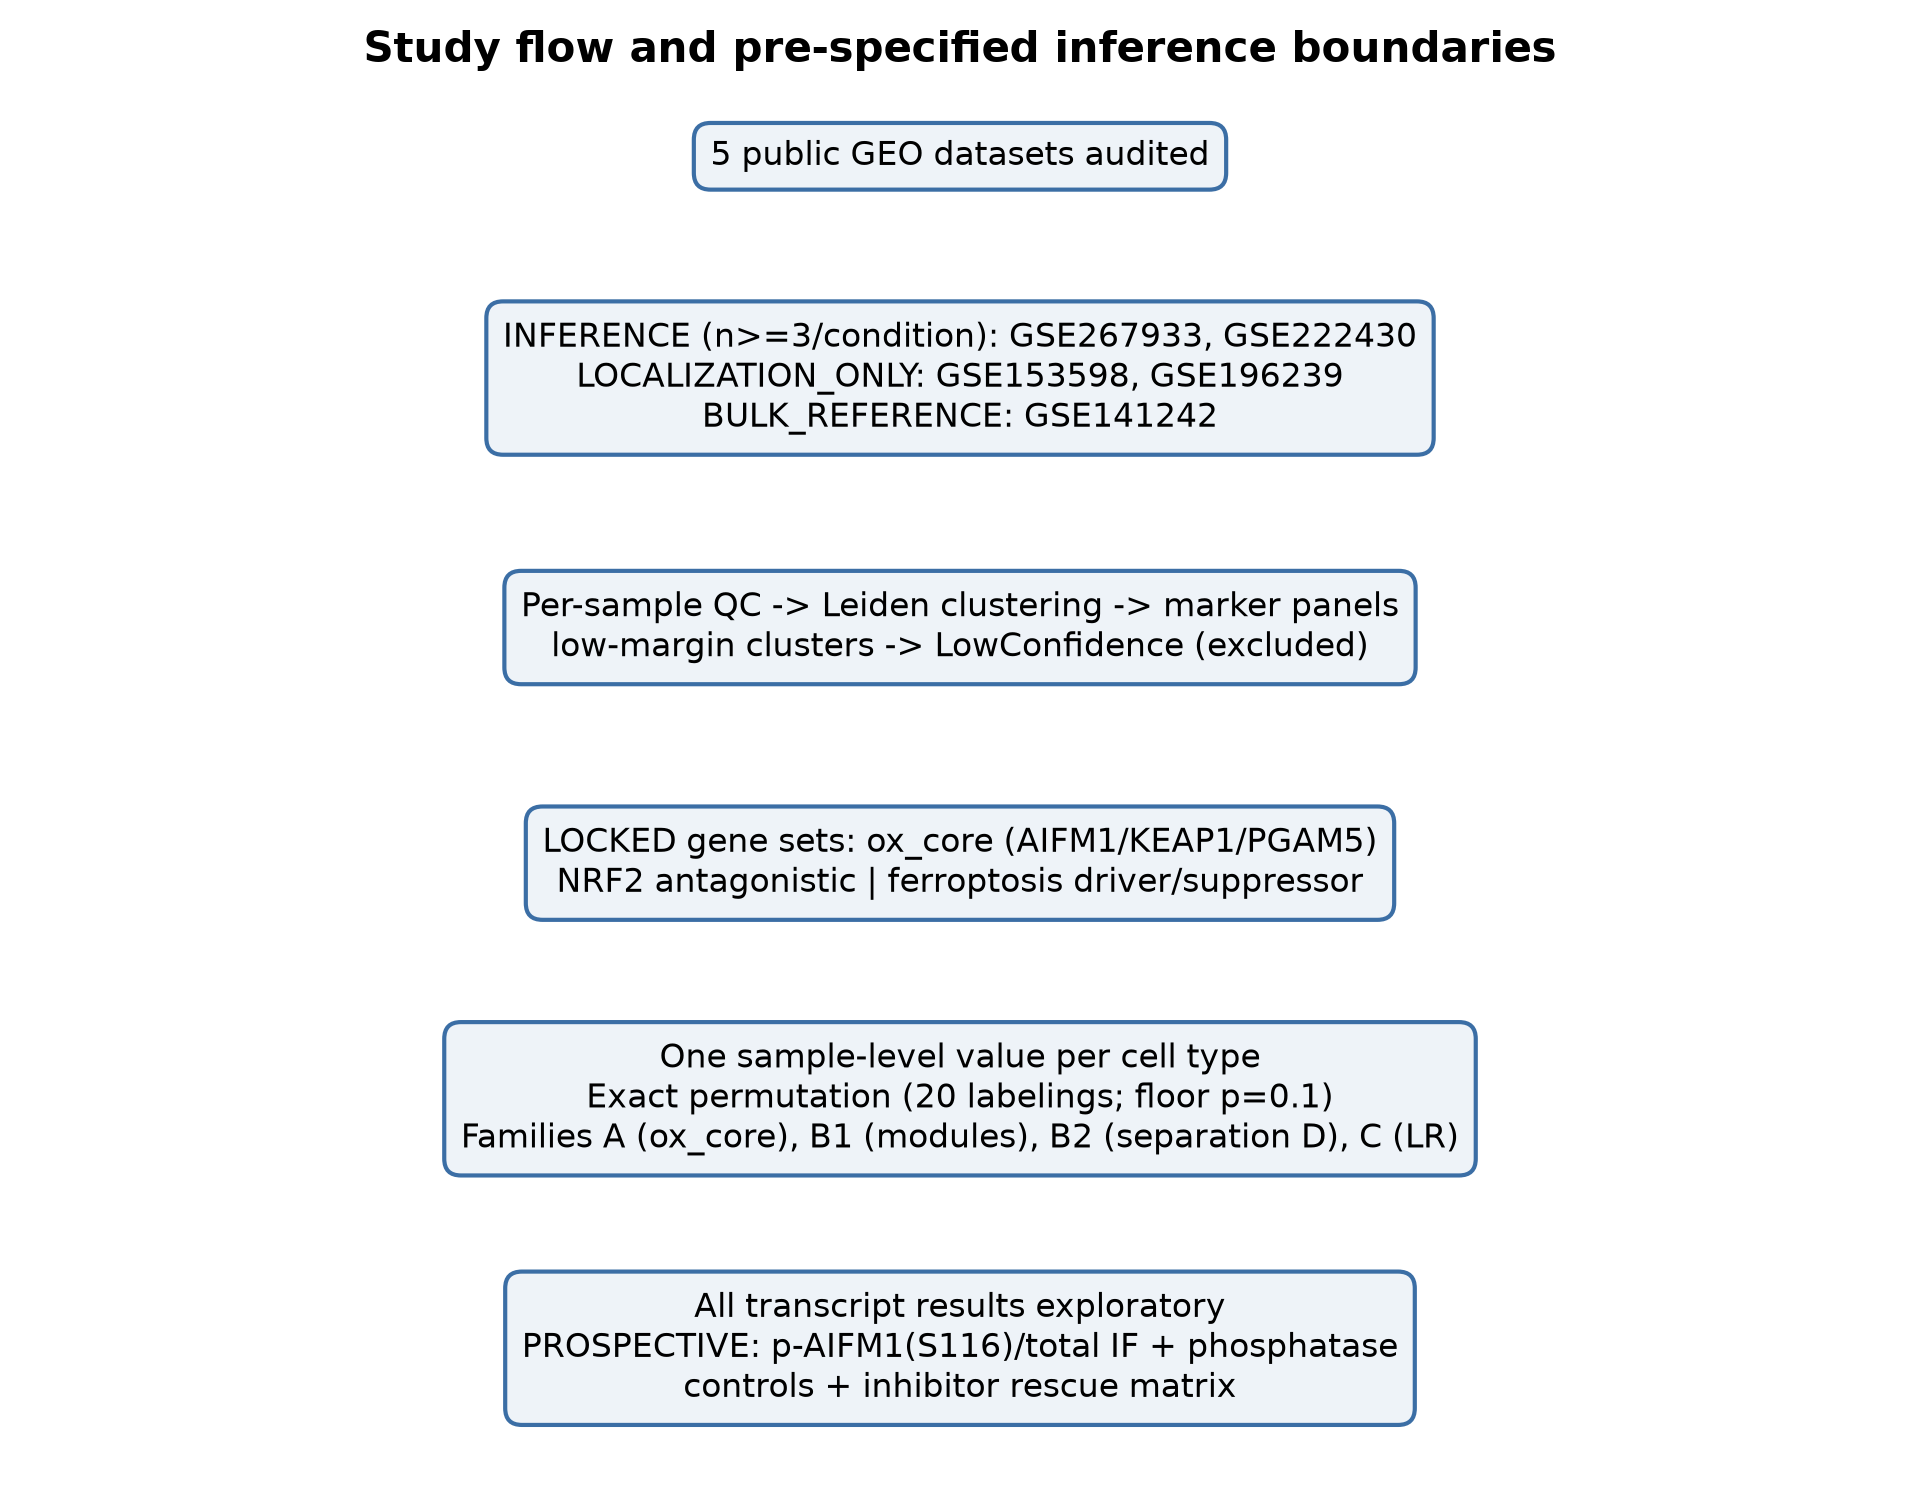 Study flow and pre-specified inference boundaries
5 public GEO datasets audited
INFERENCE (n>=3/condition): GSE267933, GSE222430
LOCALIZATION_ONLY: GSE153598, GSE196239
BULK_REFERENCE: GSE141242
Per-sample QC -> Leiden clustering -> marker panels
low-margin clusters -> LowConfidence (excluded)
LOCKED gene sets: ox_core (AIFM1/KEAP1/PGAM5)
NRF2 antagonistic | ferroptosis driver/suppressor
One sample-level value per cell type
Exact permutation (20 labelings; floor p=0.1)
Families A (ox_core), B1 (modules), B2 (separation D), C (LR)
All transcript results exploratory
PROSPECTIVE: p-AIFM1(S116)/total IF + phosphatase
controls + inhibitor rescue matrix